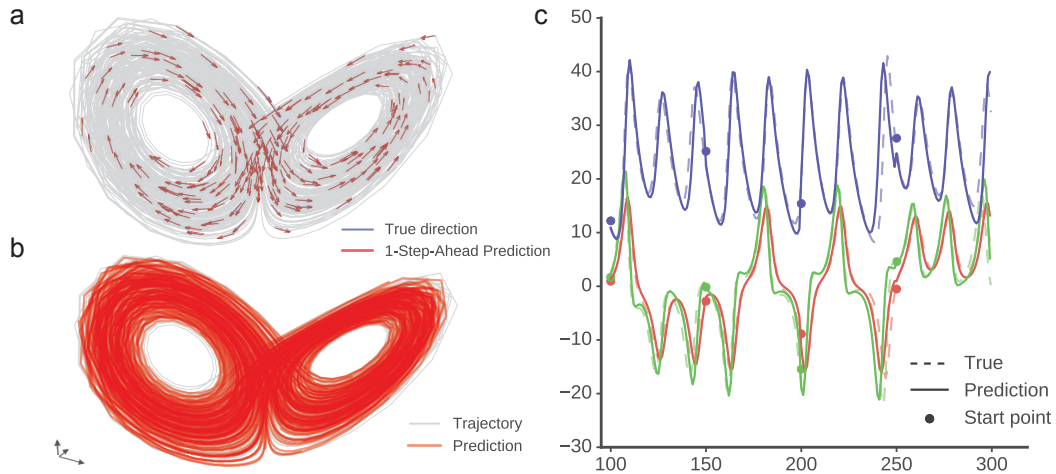 a
True direction
1-Step-Ahead Prediction
b
Trajectory
Prediction
c
50
40
30
20
10
0
−10
−20
−30
True
Prediction
Start point
100 150 200 250 300